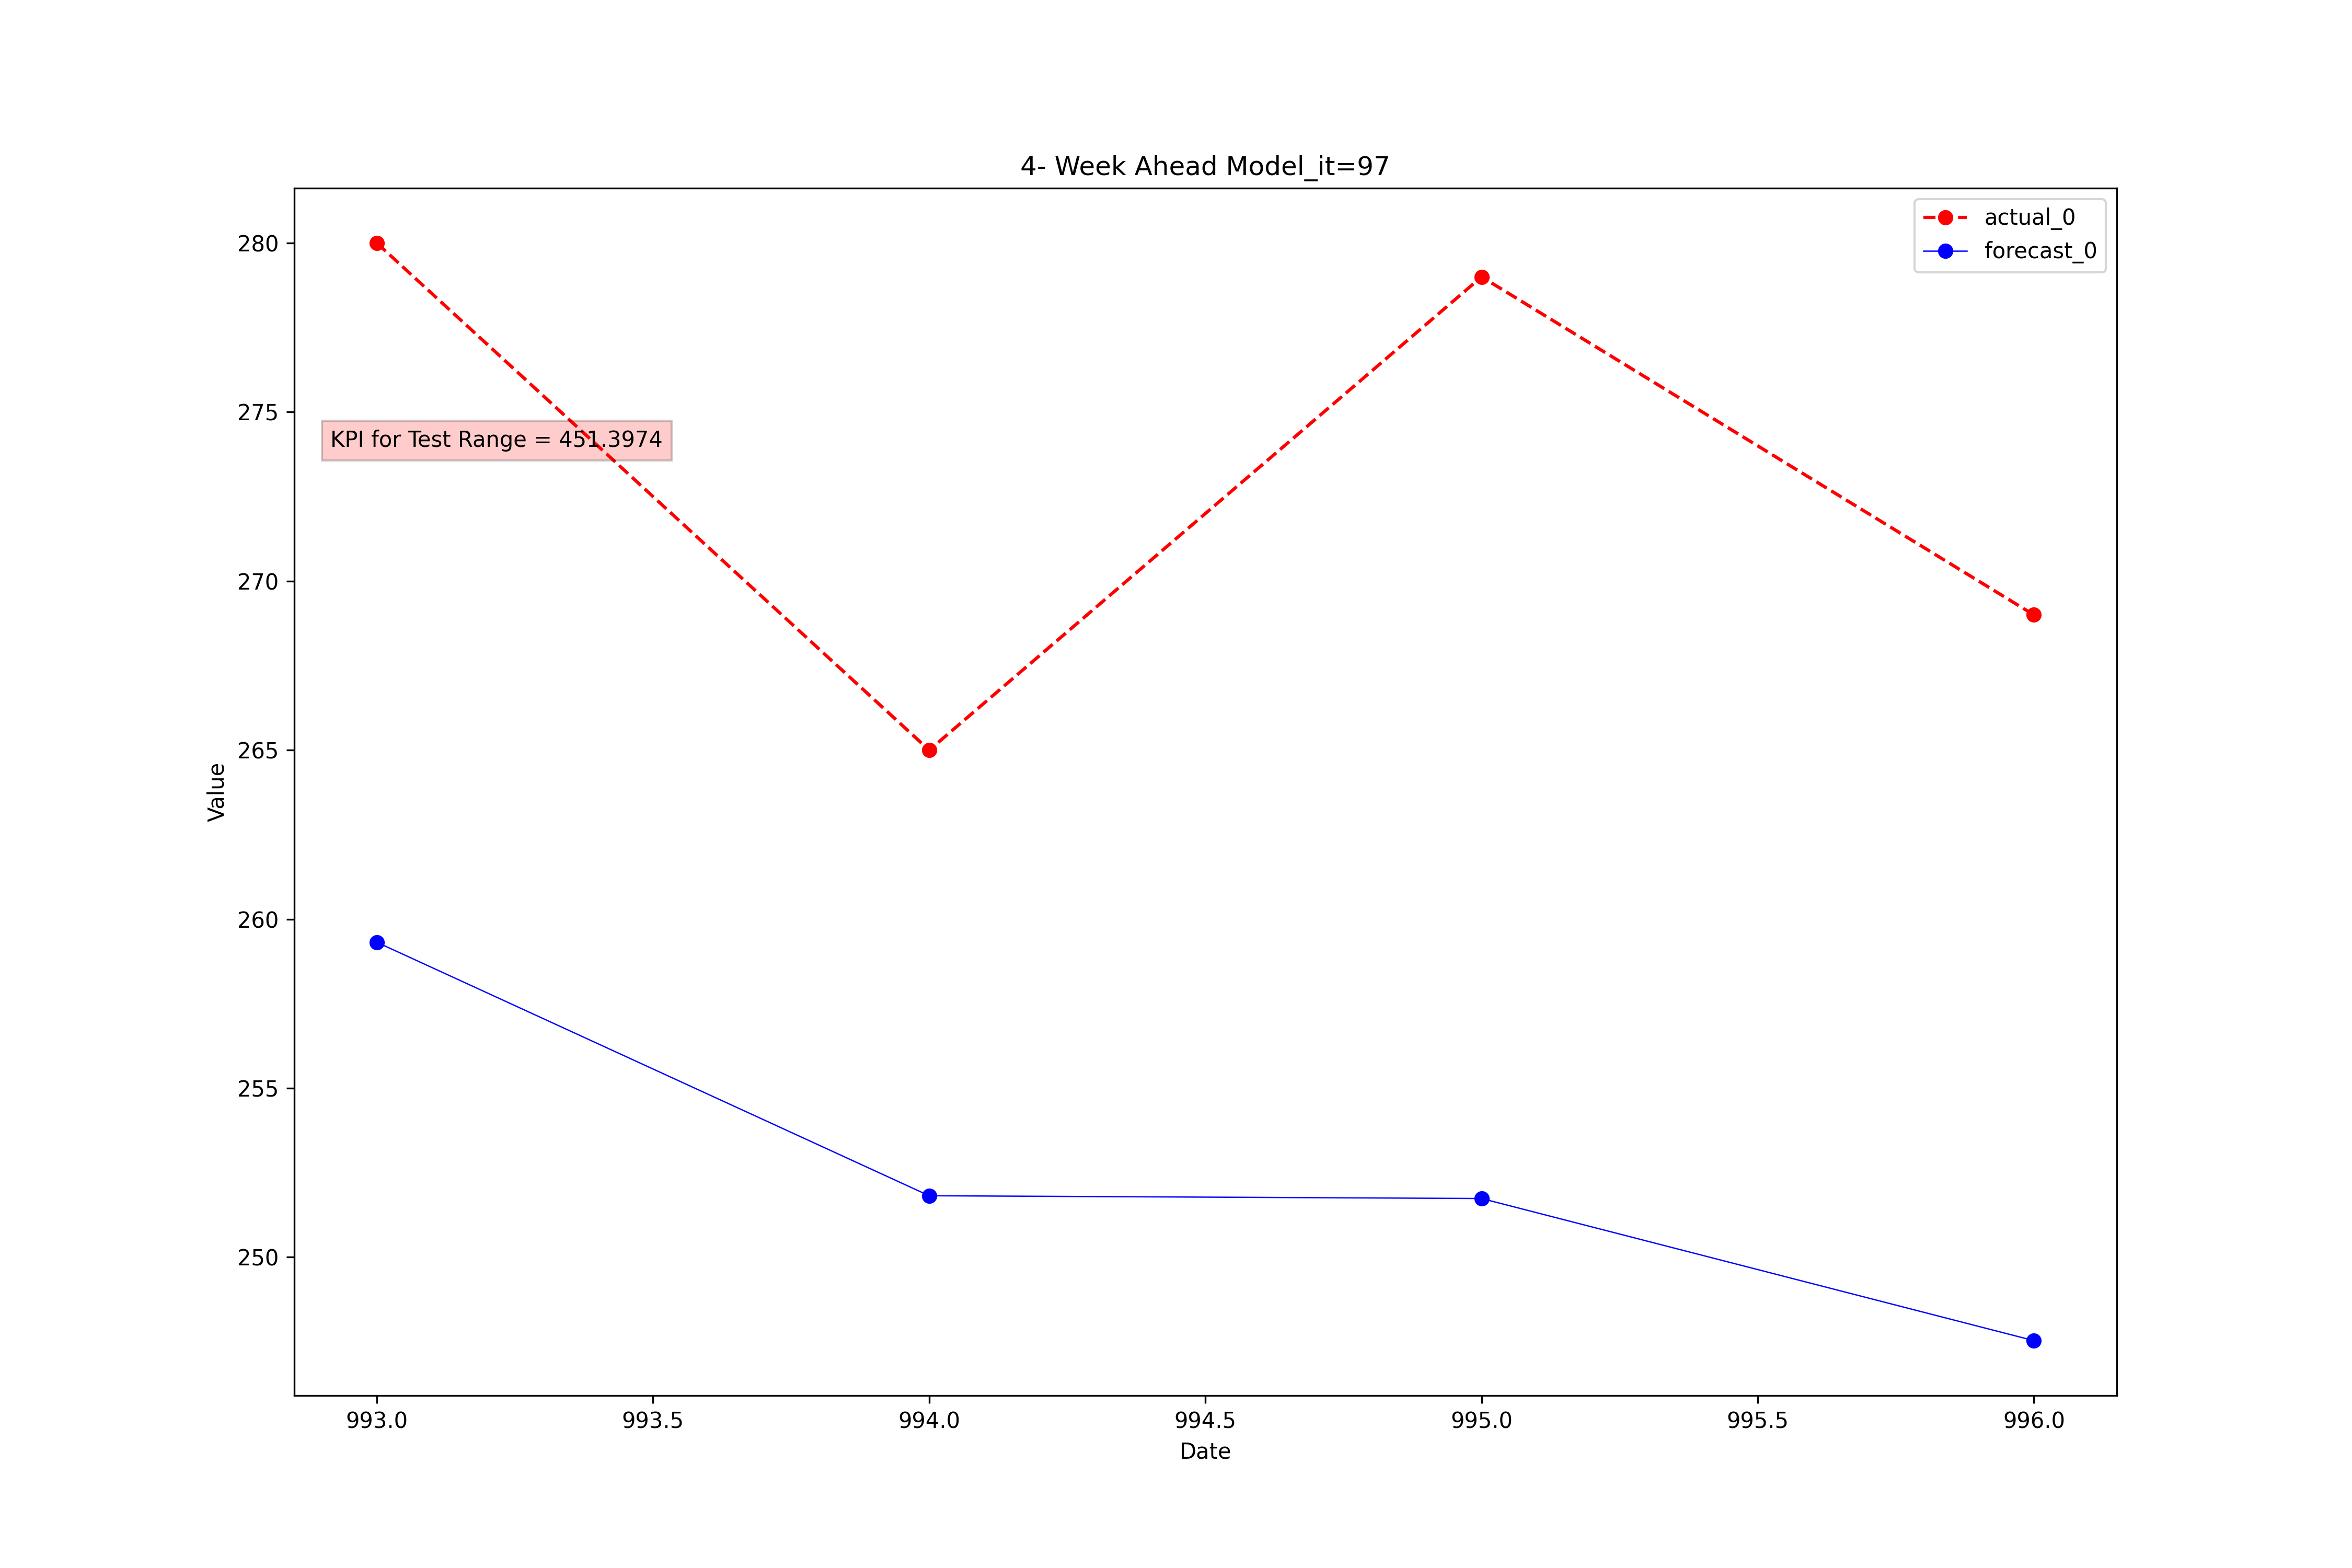 4- Week Ahead Model_it=97
actual_0
forecast_0
KPI for Test Range = 451.3974
Value
280
275
270
265
260
255
250
993.0
993.5
994.0
994.5
995.0
995.5
996.0
Date